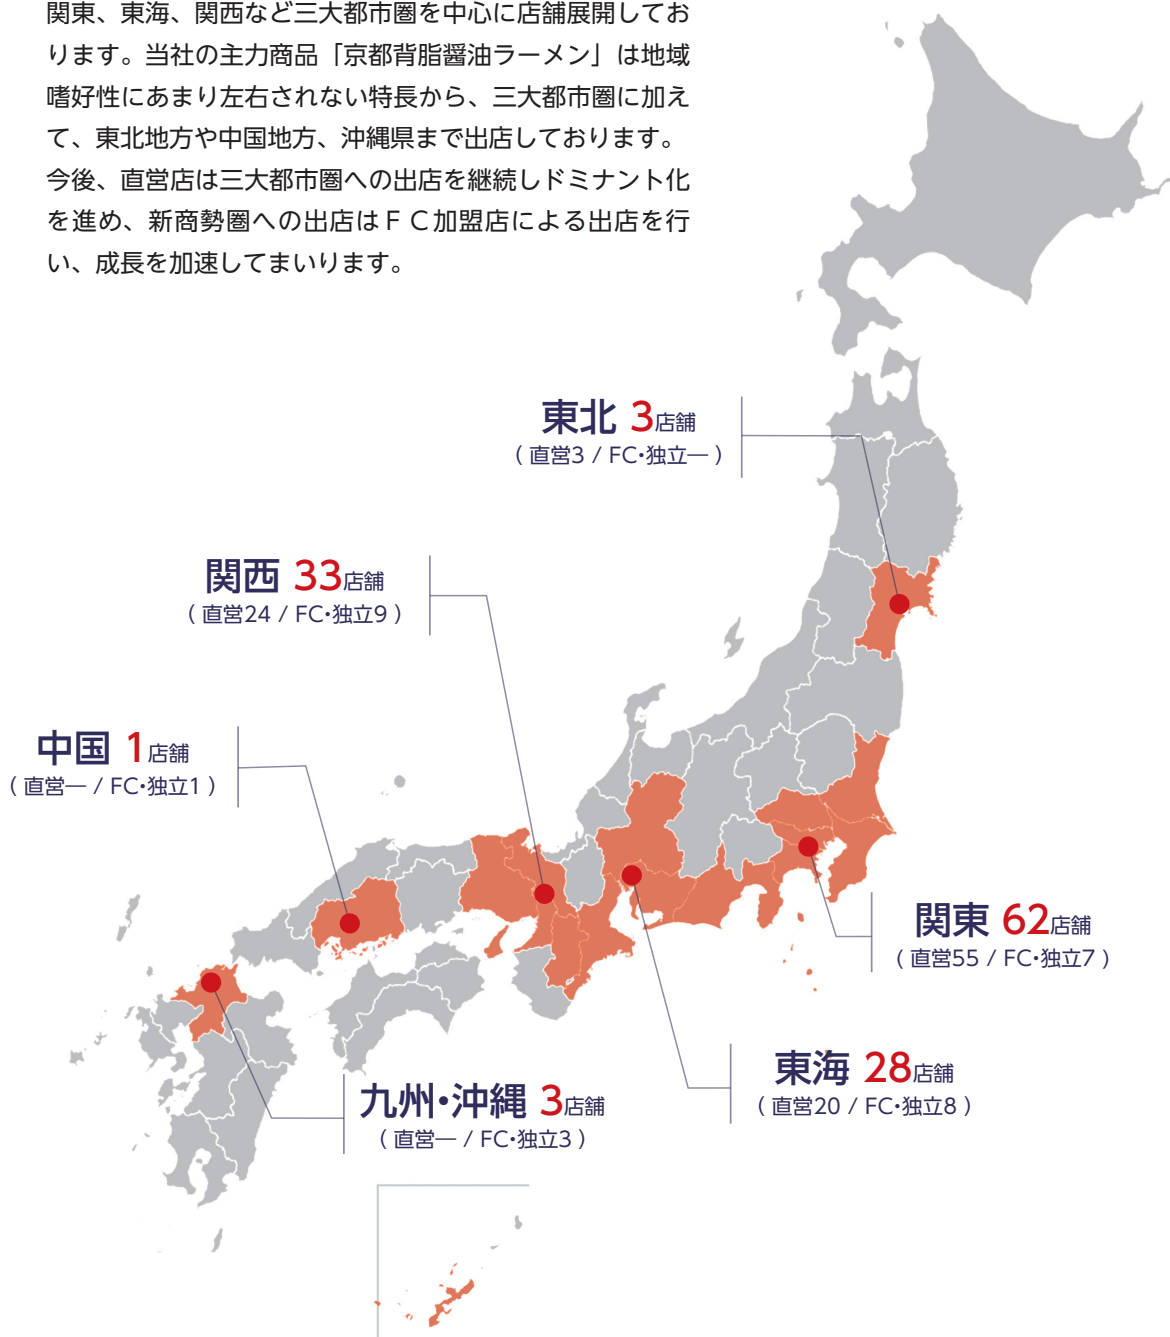 関東、東海、関西など三大都市圏を中心に店舗展開してお
ります。当社の主力商品「京都背脂醤油ラーメン」は地域
嗜好性にあまり左右されない特長から、三大都市圏に加え
て、東北地方や中国地方、沖縄県まで出店しております。
今後、直営店は三大都市圏への出店を継続しドミナント化
を進め、新商勢圏への出店はＦＣ加盟店による出店を行
い、成長を加速してまいります。
東北 3店舗
( 直営3 / FC・独立― )
関西 33店舗
( 直営24 / FC・独立9 )
中国 1店舗
( 直営― / FC・独立1 )
関東 62店舗
( 直営55 / FC・独立7 )
東海 28店舗
( 直営20 / FC・独立8 )
九州・沖縄 3店舗
( 直営― / FC・独立3 )